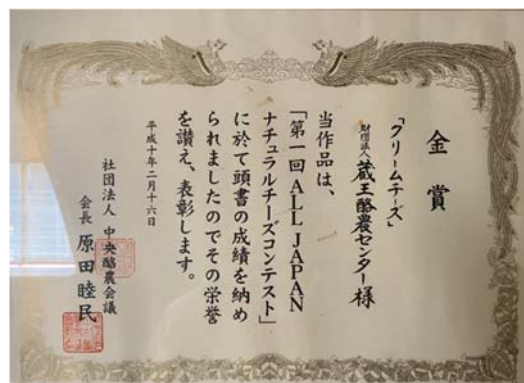 金賞
「クリームチーズ」
財団法人 蔵王酪農センター様
当作品は、
「第一回 ALL JAPAN
ナチュラルチーズコンテスト」
に於て頭書の成績を納め
られましたのでその栄誉
を讃え、表彰します。
平成十年二月十六日
社団法人 中央酪農会議
会長 原田睦民